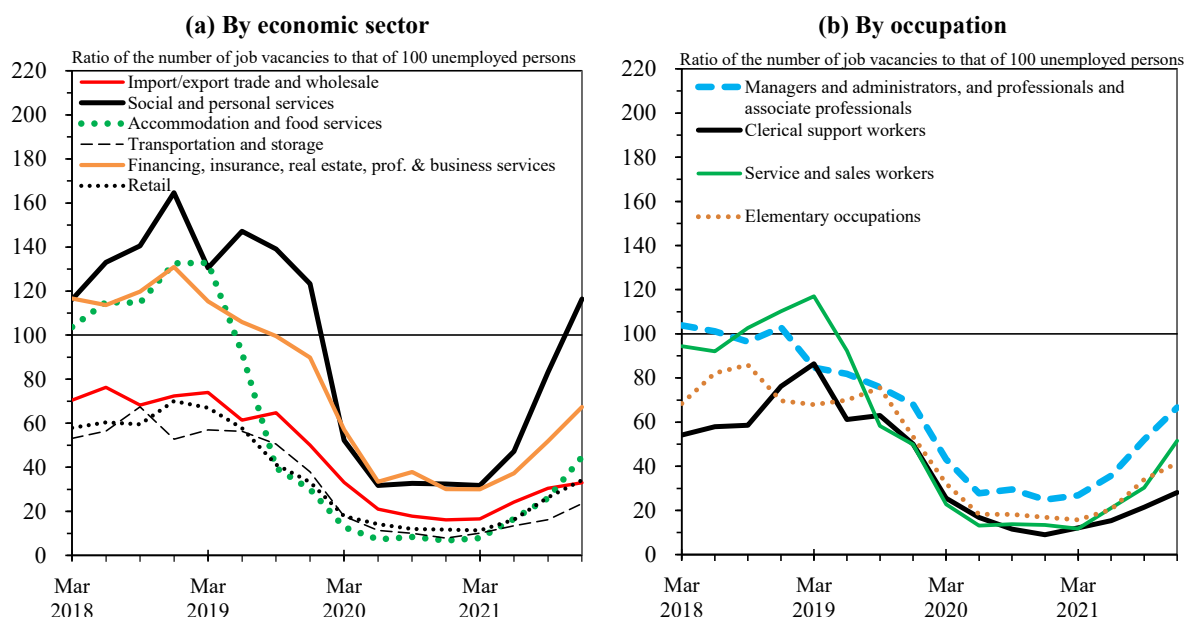 (a) By economic sector
Ratio of the number of job vacancies to that of 100 unemployed persons
220
200
180
160
140
120
100
80
60
40
20
0
Import/export trade and wholesale
Social and personal services
Accommodation and food services
Transportation and storage
Financing, insurance, real estate, prof. & business services
Retail
Mar
2018
Mar
2019
Mar
2020
Mar
2021
(b) By occupation
Ratio of the number of job vacancies to that of 100 unemployed persons
220
200
180
160
140
120
100
80
60
40
20
0
Managers and administrators, and professionals and
associate professionals
Clerical support workers
Service and sales workers
Elementary occupations
Mar
2018
Mar
2019
Mar
2020
Mar
2021